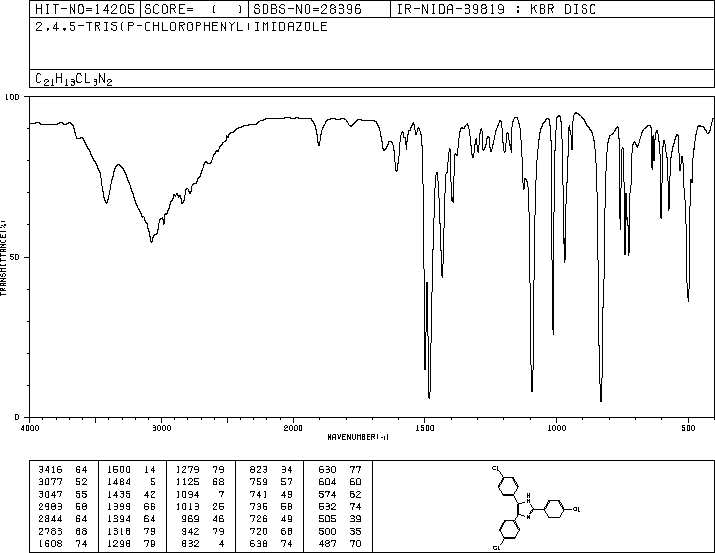 HIT-NO=14205 SCORE= ( ) SDBS-NO=28396 IR-NIDA-39819 : KBR DISC
2,4,5-TRIS(P-CHLOROPHENYL)IMIDAZOLE
C21H13CL3N2
100
50
0
TRANSMITTANCE(%)
4000 3000 2000 1500 1000 500
WAVENUMBER(-1)
3416 64 1500 14 1279 79 823 34 630 77
3077 52 1484 5 1125 68 759 57 604 60
3047 55 1435 42 1094 7 741 49 574 62
2983 60 1399 66 1013 25 736 58 532 74
2844 64 1394 64 969 46 726 49 505 39
2783 68 1318 79 942 79 720 68 500 35
1608 74 1298 79 832 4 638 74 487 70
Cl
H
N
Cl
N
Cl